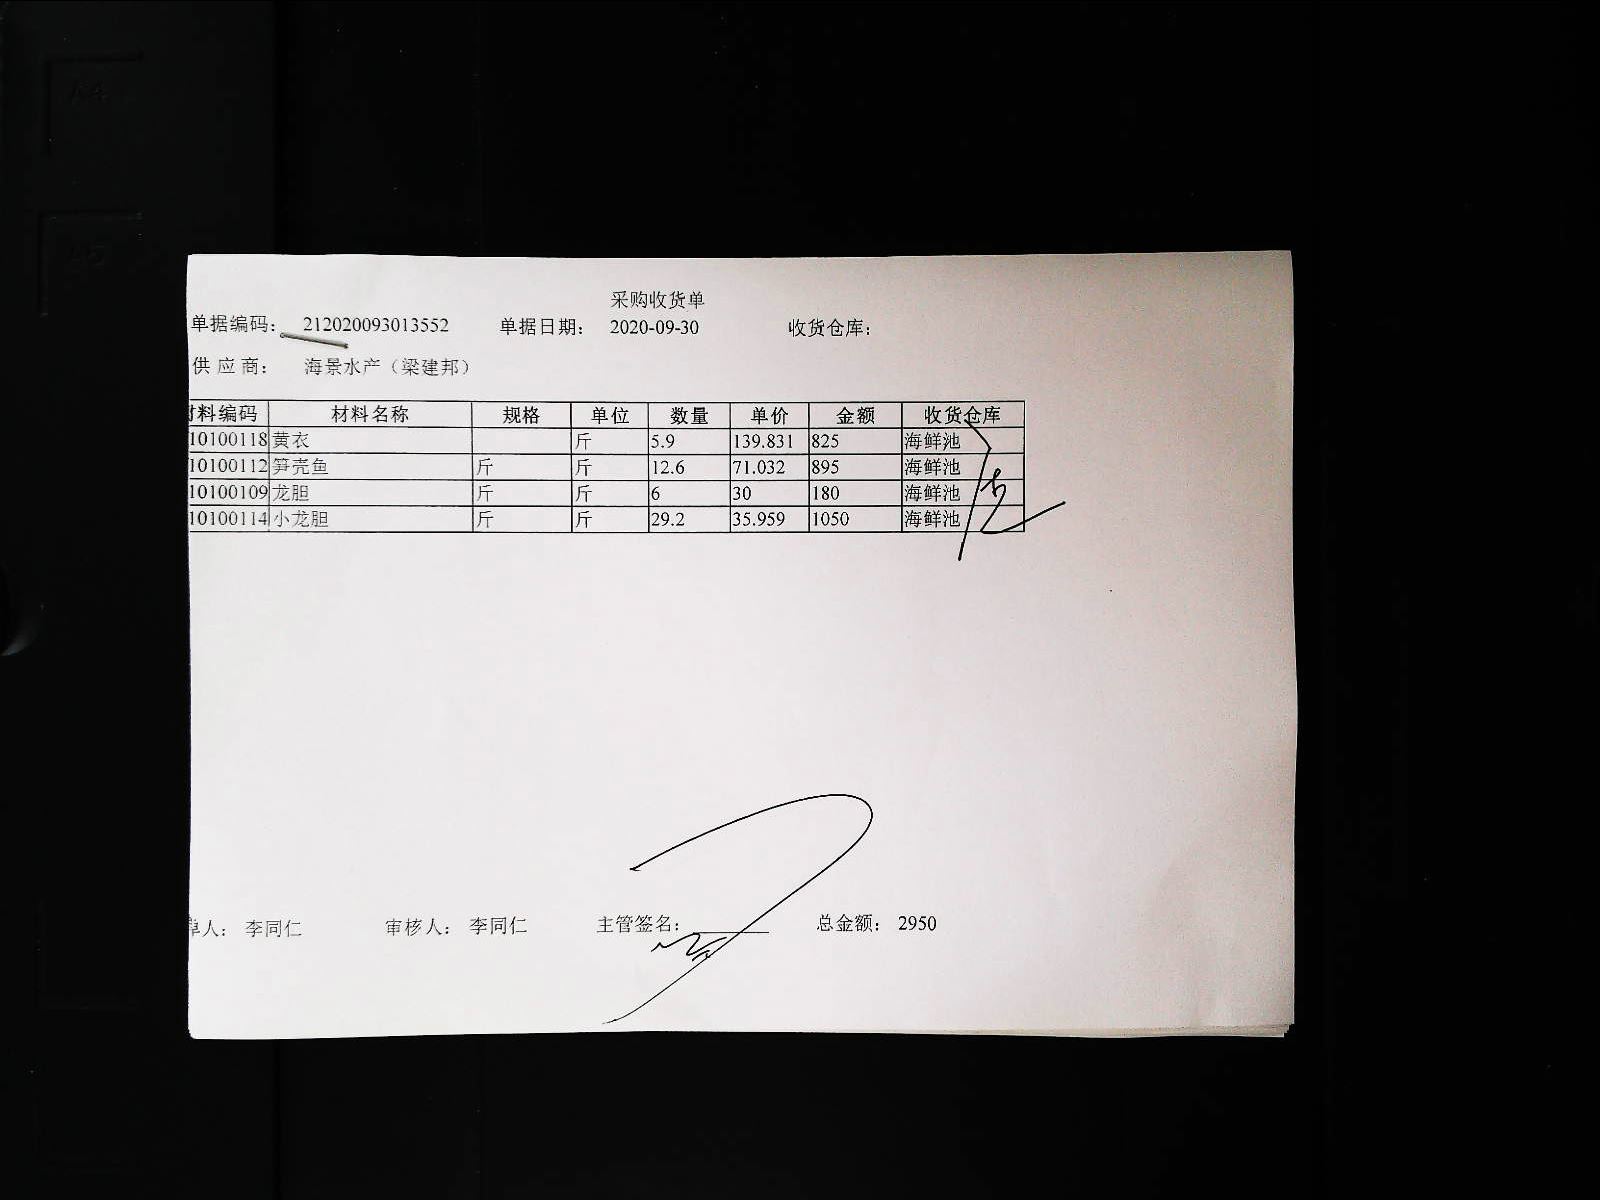 采购收货单
单据编码： 212020093013552 单据日期： 2020-09-30 收货仓库：
供应商： 海景水产（梁建邦）
材料编码 材料名称 规格 单位 数量 单价 金额 收货仓库
10100118 黄衣 斤 5.9 139.831 825 海鲜池
10100112 笋壳鱼 斤 斤 12.6 71.032 895 海鲜池
10100109 龙胆 斤 斤 6 30 180 海鲜池
10100114 小龙胆 斤 斤 29.2 35.959 1050 海鲜池
单人： 李同仁 审核人： 李同仁 主管签名： 总金额： 2950